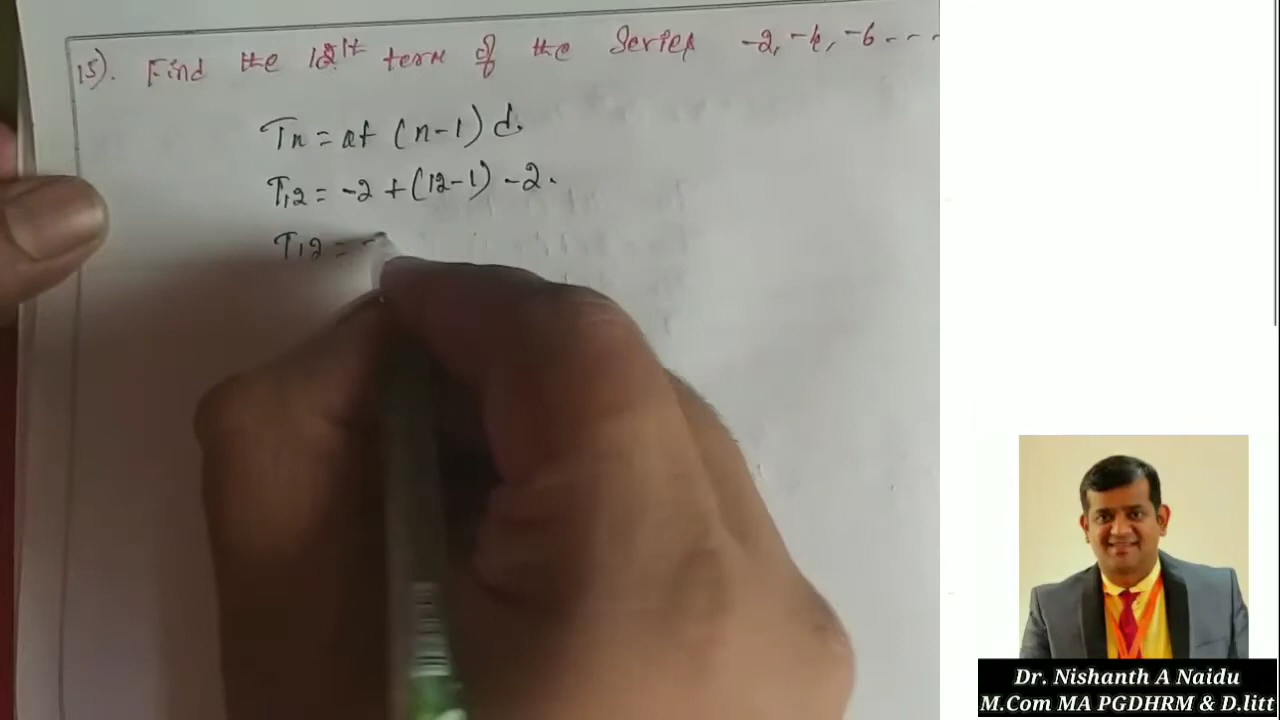 15). Find the 12th term of the Series -2, -4, -6 - - -
Tn = a+ (n-1) d.
T12 = -2 + (12-1) -2.
T12 = -2
Dr. Nishanth A Naidu
M.Com MA PGDHRM & D.litt